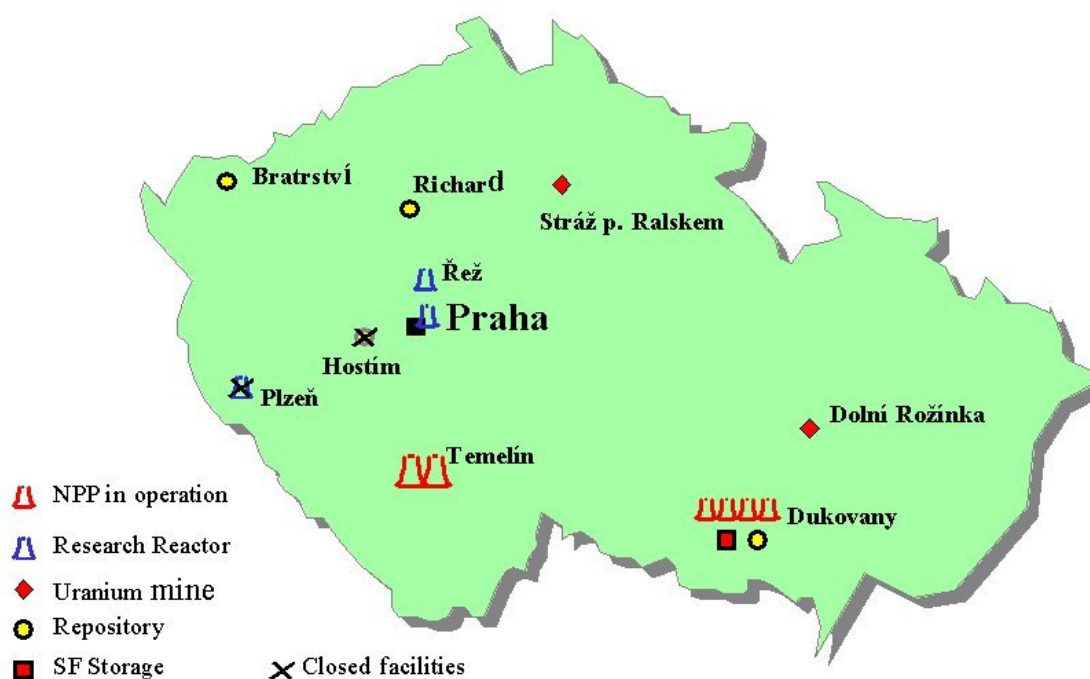 Bratrství
Richard
Stráž p. Ralskem
Řež
Praha
Hostím
Plzeň
Dolní Rožínka
Temelín
Dukovany
NPP in operation
Research Reactor
Uranium mine
Repository
SF Storage
Closed facilities